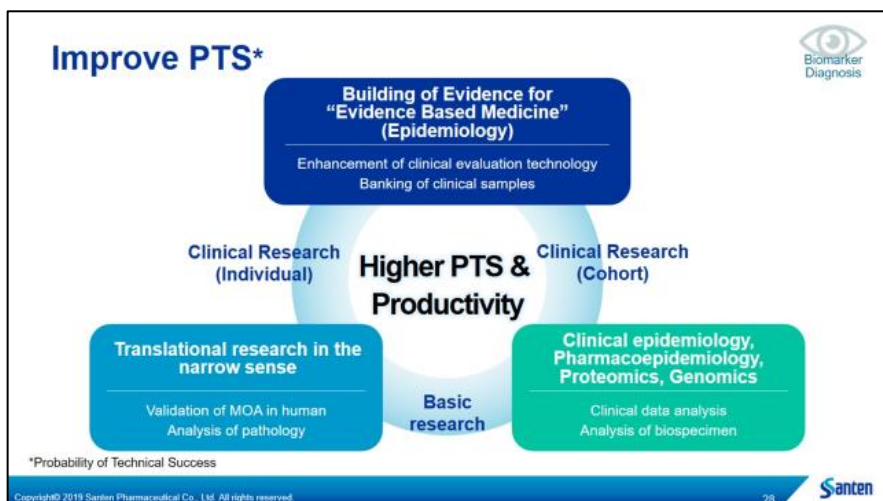 Improve PTS*
Biomarker
Diagnosis
Building of Evidence for
“Evidence Based Medicine”
(Epidemiology)
Enhancement of clinical evaluation technology
Banking of clinical samples
Clinical Research
(Individual)
Higher PTS &
Productivity
Clinical Research
(Cohort)
Translational research in the
narrow sense
Validation of MOA in human
Analysis of pathology
Basic
research
Clinical epidemiology,
Pharmacoepidemiology,
Proteomics, Genomics
Clinical data analysis
Analysis of biospecimen
*Probability of Technical Success
Copyright© 2019 Santen Pharmaceutical Co., Ltd. All rights reserved.
28
Santen